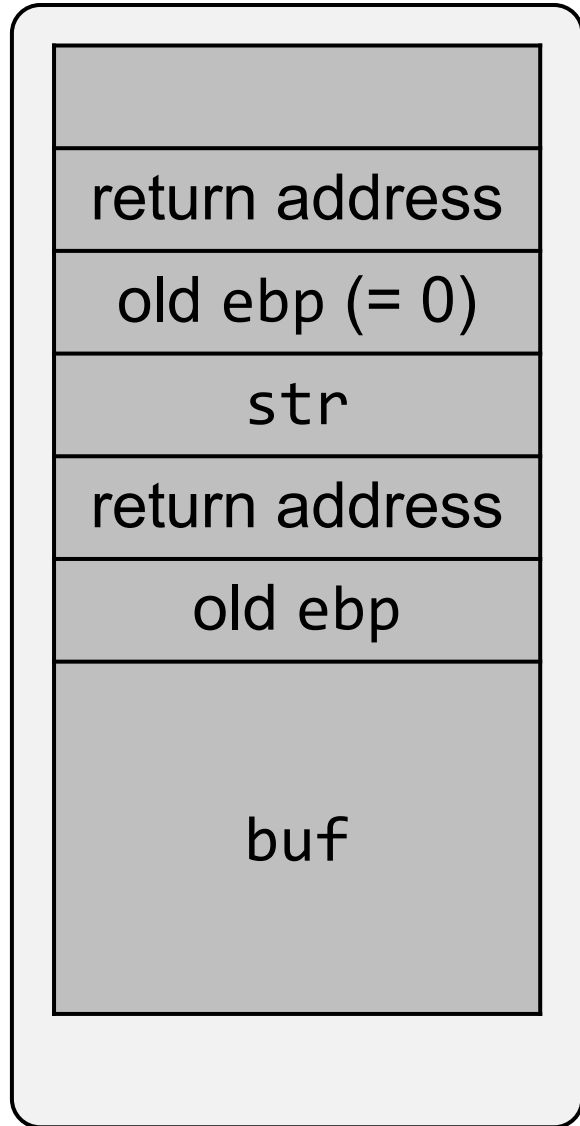 return address
old ebp (= 0)
str
return address
old ebp
buf